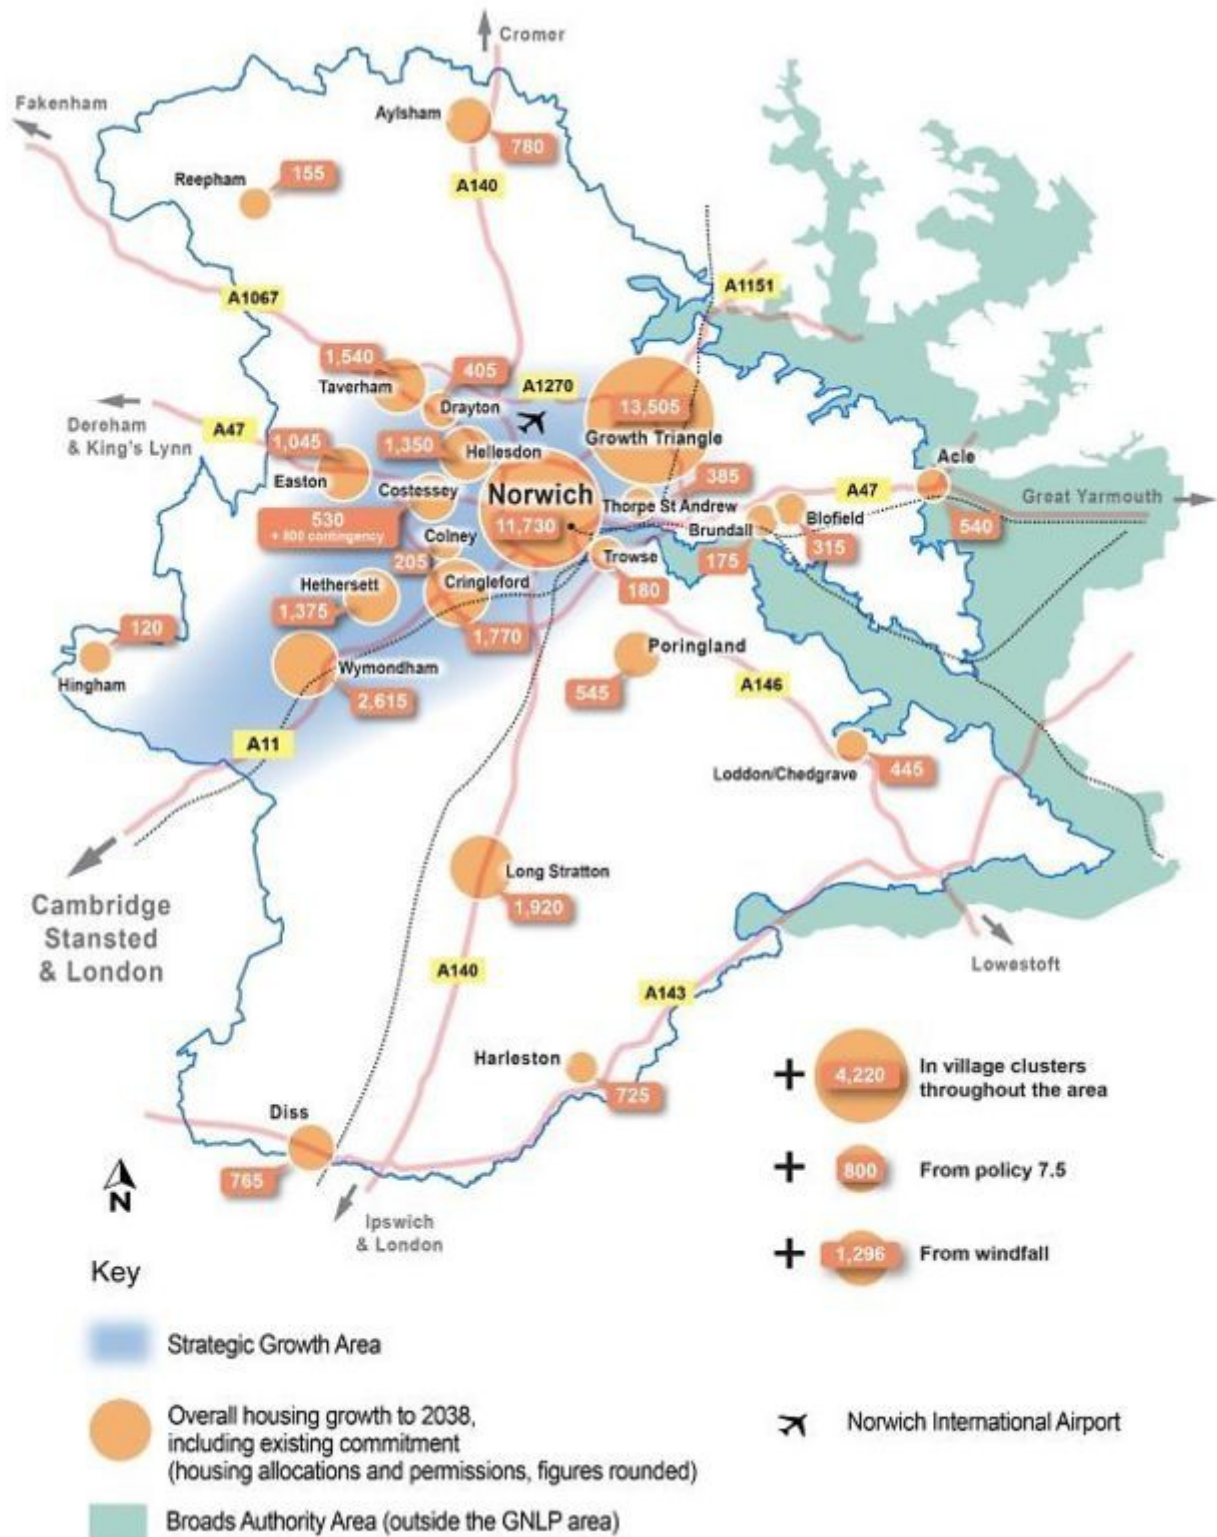 Cromer
Fakenham
Aylsham
780
Reepham
155
A140
A1067
A1151
1,540
Taverham
405
Drayton
A1270
13,505
Growth Triangle
Dereham
& King's Lynn
A47
1,045
Easton
1,350
Hellesdon
Costessey
Norwich
11,730
385
Thorpe St Andrew
A47
Acle
Great Yarmouth
540
Brundall
175
Blofield
315
530
+ 800 contingency
Colney
205
Trowse
180
Hethersett
1,375
Cringleford
1,770
120
Hingham
Wymondham
2,615
Poringland
545
A146
A11
Loddon/Chedgrave
445
Cambridge
Stansted
& London
Long Stratton
1,920
A140
A143
Lowestoft
Harleston
725
Diss
765
Ipswich
& London
N
+ 4,220 In village clusters
throughout the area
+ 800 From policy 7.5
+ 1,296 From windfall
Key
Strategic Growth Area
Overall housing growth to 2038,
including existing commitment
(housing allocations and permissions, figures rounded)
Norwich International Airport
Broads Authority Area (outside the GNLP area)